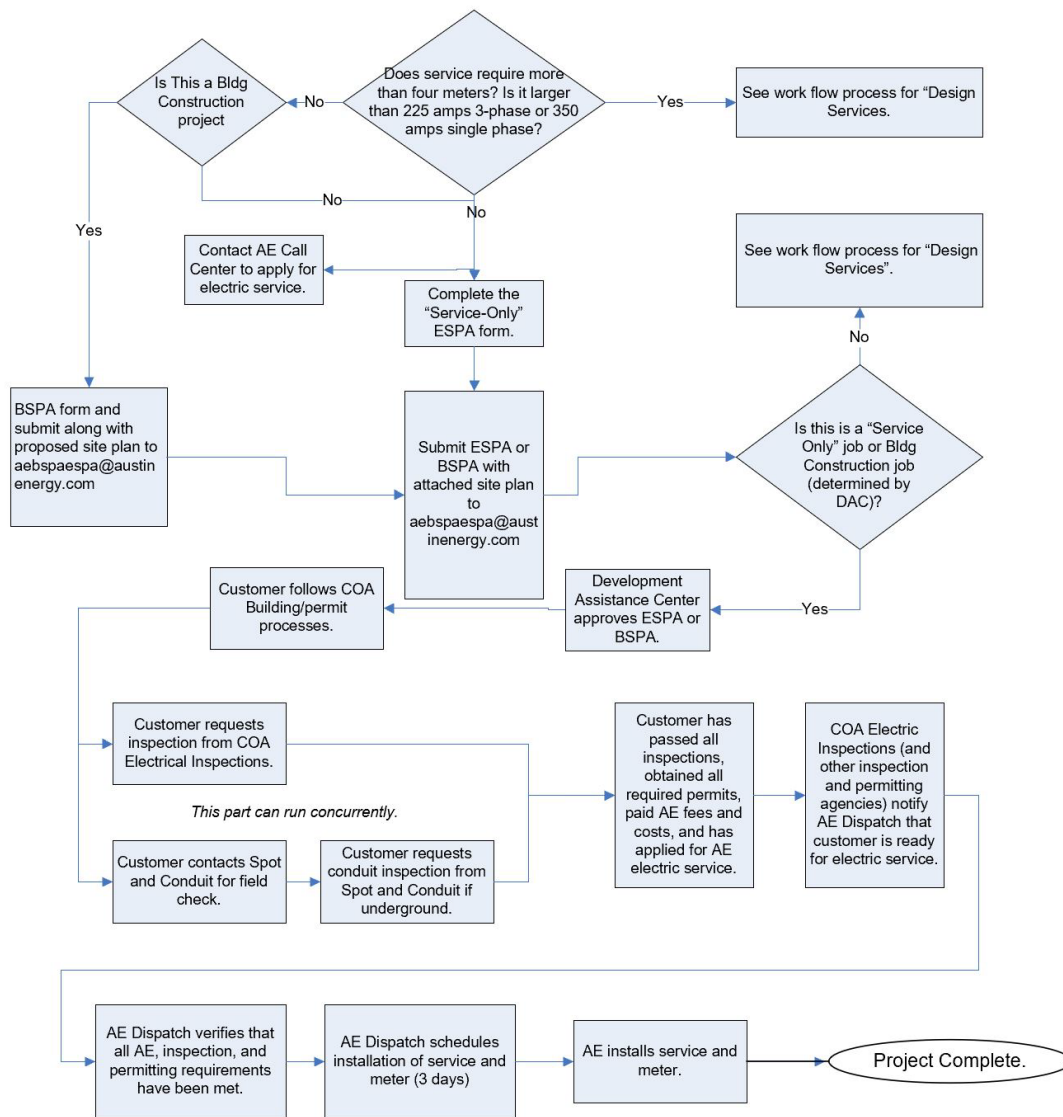 Is This a Bldg
Construction
project
No
Does service require more
than four meters? Is it larger
than 225 amps 3-phase or 350
amps single phase?
Yes
See work flow process for “Design
Services.
No
No
Yes
Contact AE Call
Center to apply for
electric service.
Complete the
“Service-Only”
ESPA form.
See work flow process for “Design
Services”.
No
BSPA form and
submit along with
proposed site plan to
aebspaespa@austin
energy.com
Submit ESPA or
BSPA with
attached site plan
to
aebspaespa@aust
inenergy.com
Is this is a “Service
Only” job or Bldg
Construction job
(determined by
DAC)?
Yes
Development
Assistance Center
approves ESPA or
BSPA.
Customer follows COA
Building/permit
processes.
Customer requests
inspection from COA
Electrical Inspections.
This part can run concurrently.
Customer contacts Spot
and Conduit for field
check.
Customer requests
conduit inspection from
Spot and Conduit if
underground.
Customer has
passed all
inspections,
obtained all
required permits,
paid AE fees and
costs, and has
applied for AE
electric service.
COA Electric
Inspections (and
other inspection
and permitting
agencies) notify
AE Dispatch that
customer is ready
for electric service.
AE Dispatch verifies that
all AE, inspection, and
permitting requirements
have been met.
AE Dispatch schedules
installation of service and
meter (3 days)
AE installs service and
meter.
Project Complete.